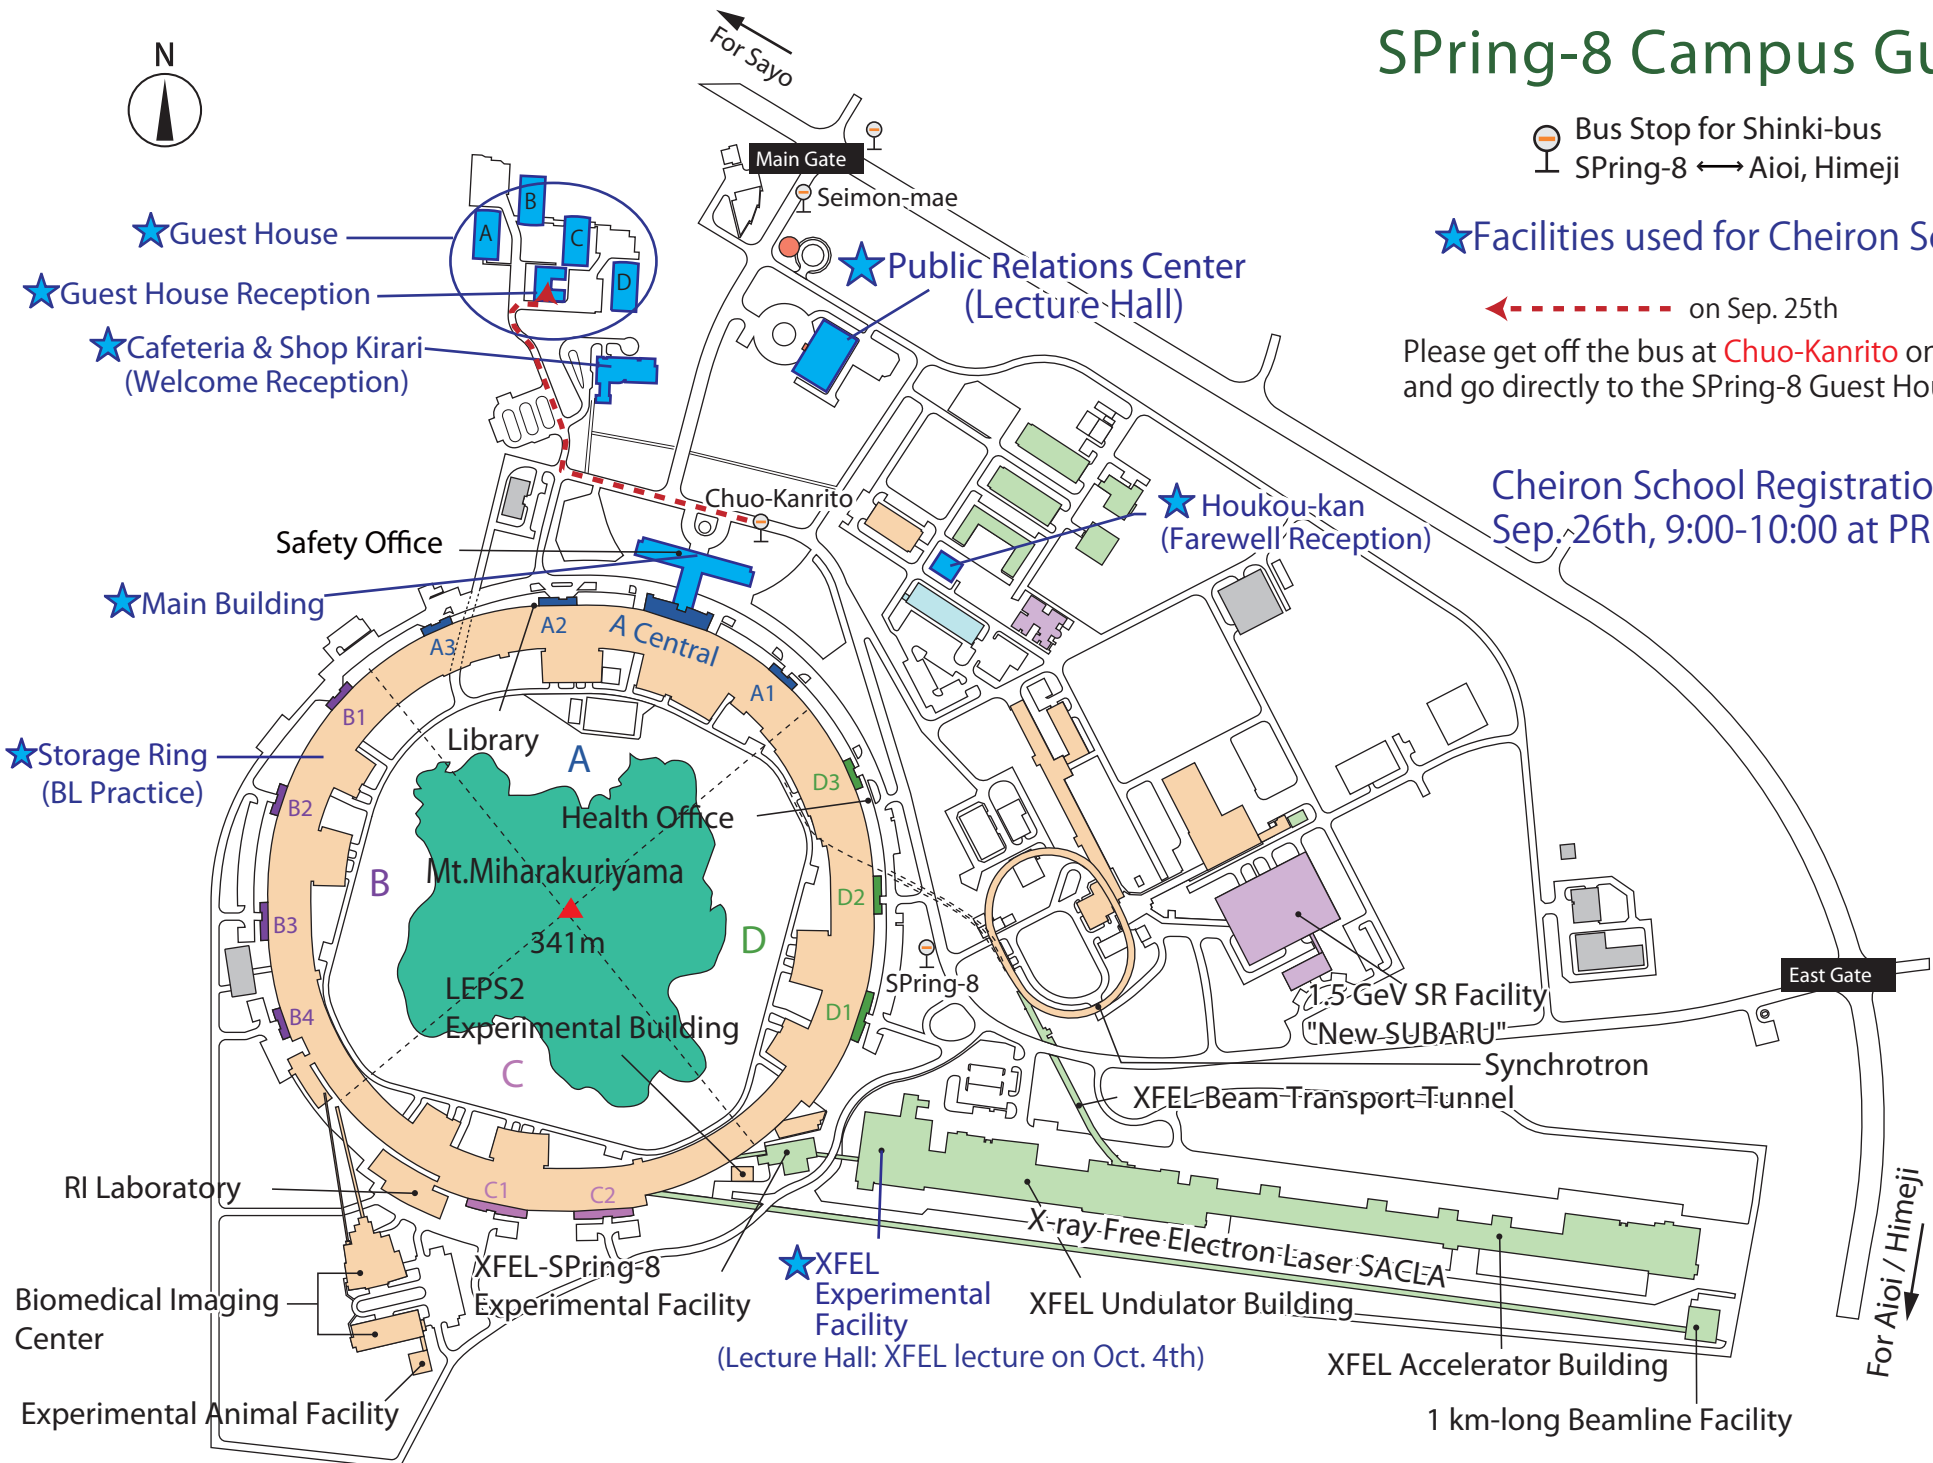 For Sayo
N
SPring-8 Campus Gu
Bus Stop for Shinki-bus
SPring-8 ⟷ Aioi, Himeji
Main Gate
Seimon-mae
★Facilities used for Cheiron S
on Sep. 25th
Please get off the bus at Chuo-Kanrito on
and go directly to the SPring-8 Guest Hou
Cheiron School Registratio
Sep. 26th, 9:00-10:00 at PR
★Guest House
A
B
C
D
★Guest House Reception
★Cafeteria & Shop Kirari
(Welcome Reception)
★Public Relations Center
(Lecture Hall)
Chuo-Kanrito
★Houkou-kan
(Farewell Reception)
Safety Office
★Main Building
A3
A2
A Central
A1
B1
Library
A
★Storage Ring
(BL Practice)
B2
Health Office
D3
B
Mt.Miharakuriyama
341m
D
D2
B3
SPring-8
East Gate
LEPS2
Experimental Building
B4
D1
C
1.5 GeV SR Facility
"New SUBARU"
Synchrotron
XFEL Beam Transport Tunnel
RI Laboratory
C1
C2
X-ray Free Electron Laser SACLA
For Aioi / Himeji
Biomedical Imaging
Center
XFEL-SPring-8
Experimental Facility
★XFEL
Experimental
Facility
(Lecture Hall: XFEL lecture on Oct. 4th)
XFEL Undulator Building
XFEL Accelerator Building
Experimental Animal Facility
1 km-long Beamline Facility